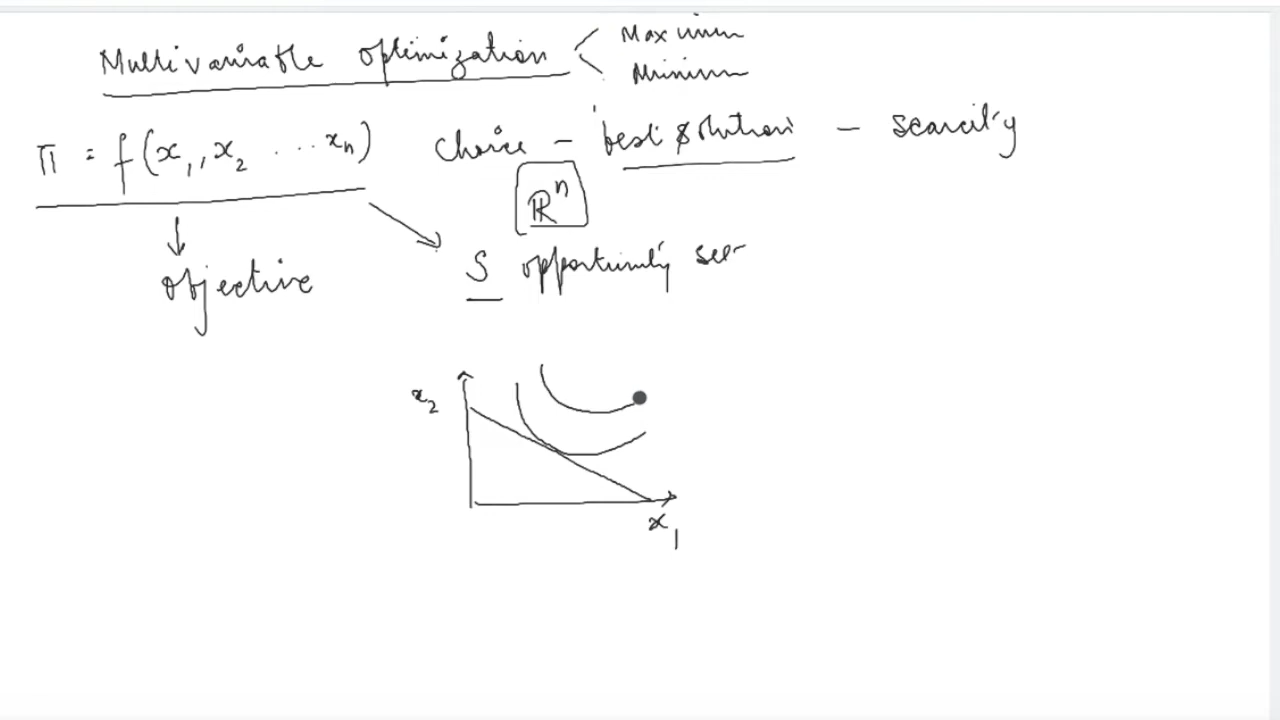 Multivariable optimization
Maximum
Minimum
π = f(x₁, x₂ ... xₙ) choice - best solution - scarcity
ℝⁿ
S opportunity set
objective
x₂
x₁